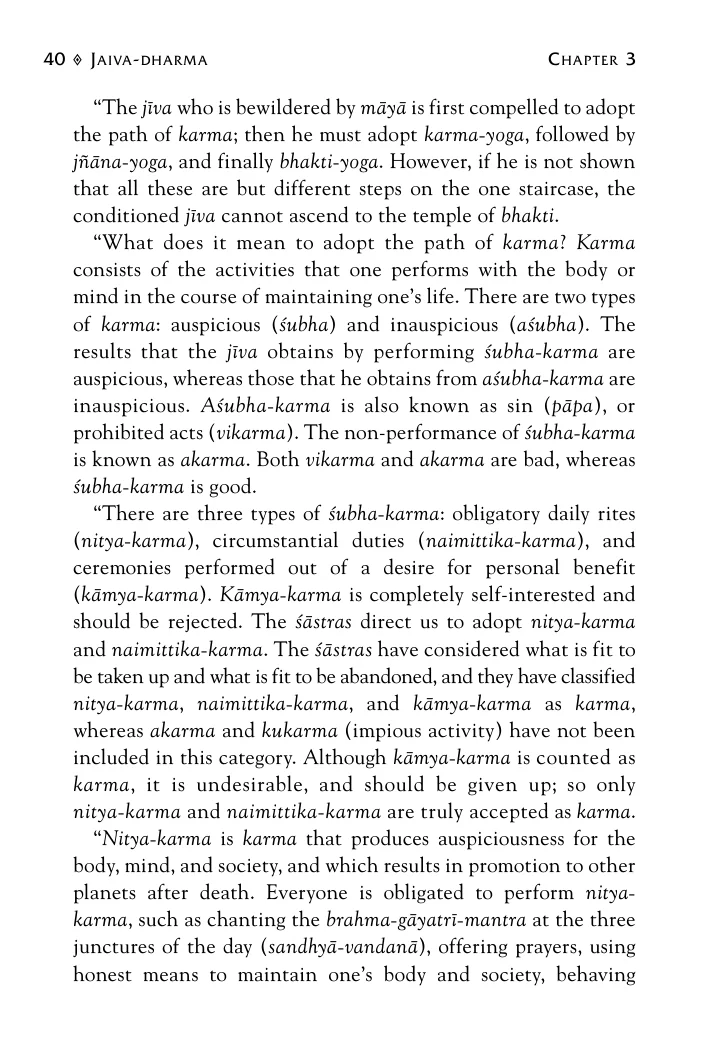 40 ◊ JAIVA-DHARMA CHAPTER 3
“The jīva who is bewildered by māyā is first compelled to adopt
the path of karma; then he must adopt karma-yoga, followed by
jñāna-yoga, and finally bhakti-yoga. However, if he is not shown
that all these are but different steps on the one staircase, the
conditioned jīva cannot ascend to the temple of bhakti.
“What does it mean to adopt the path of karma? Karma
consists of the activities that one performs with the body or
mind in the course of maintaining one’s life. There are two types
of karma: auspicious (śubha) and inauspicious (aśubha). The
results that the jīva obtains by performing śubha-karma are
auspicious, whereas those that he obtains from aśubha-karma are
inauspicious. Aśubha-karma is also known as sin (pāpa), or
prohibited acts (vikarma). The non-performance of śubha-karma
is known as akarma. Both vikarma and akarma are bad, whereas
śubha-karma is good.
“There are three types of śubha-karma: obligatory daily rites
(nitya-karma), circumstantial duties (naimittika-karma), and
ceremonies performed out of a desire for personal benefit
(kāmya-karma). Kāmya-karma is completely self-interested and
should be rejected. The śāstras direct us to adopt nitya-karma
and naimittika-karma. The śāstras have considered what is fit to
be taken up and what is fit to be abandoned, and they have classified
nitya-karma, naimittika-karma, and kāmya-karma as karma,
whereas akarma and kukarma (impious activity) have not been
included in this category. Although kāmya-karma is counted as
karma, it is undesirable, and should be given up; so only
nitya-karma and naimittika-karma are truly accepted as karma.
“Nitya-karma is karma that produces auspiciousness for the
body, mind, and society, and which results in promotion to other
planets after death. Everyone is obligated to perform nitya-
karma, such as chanting the brahma-gāyatrī-mantra at the three
junctures of the day (sandhyā-vandanā), offering prayers, using
honest means to maintain one’s body and society, behaving